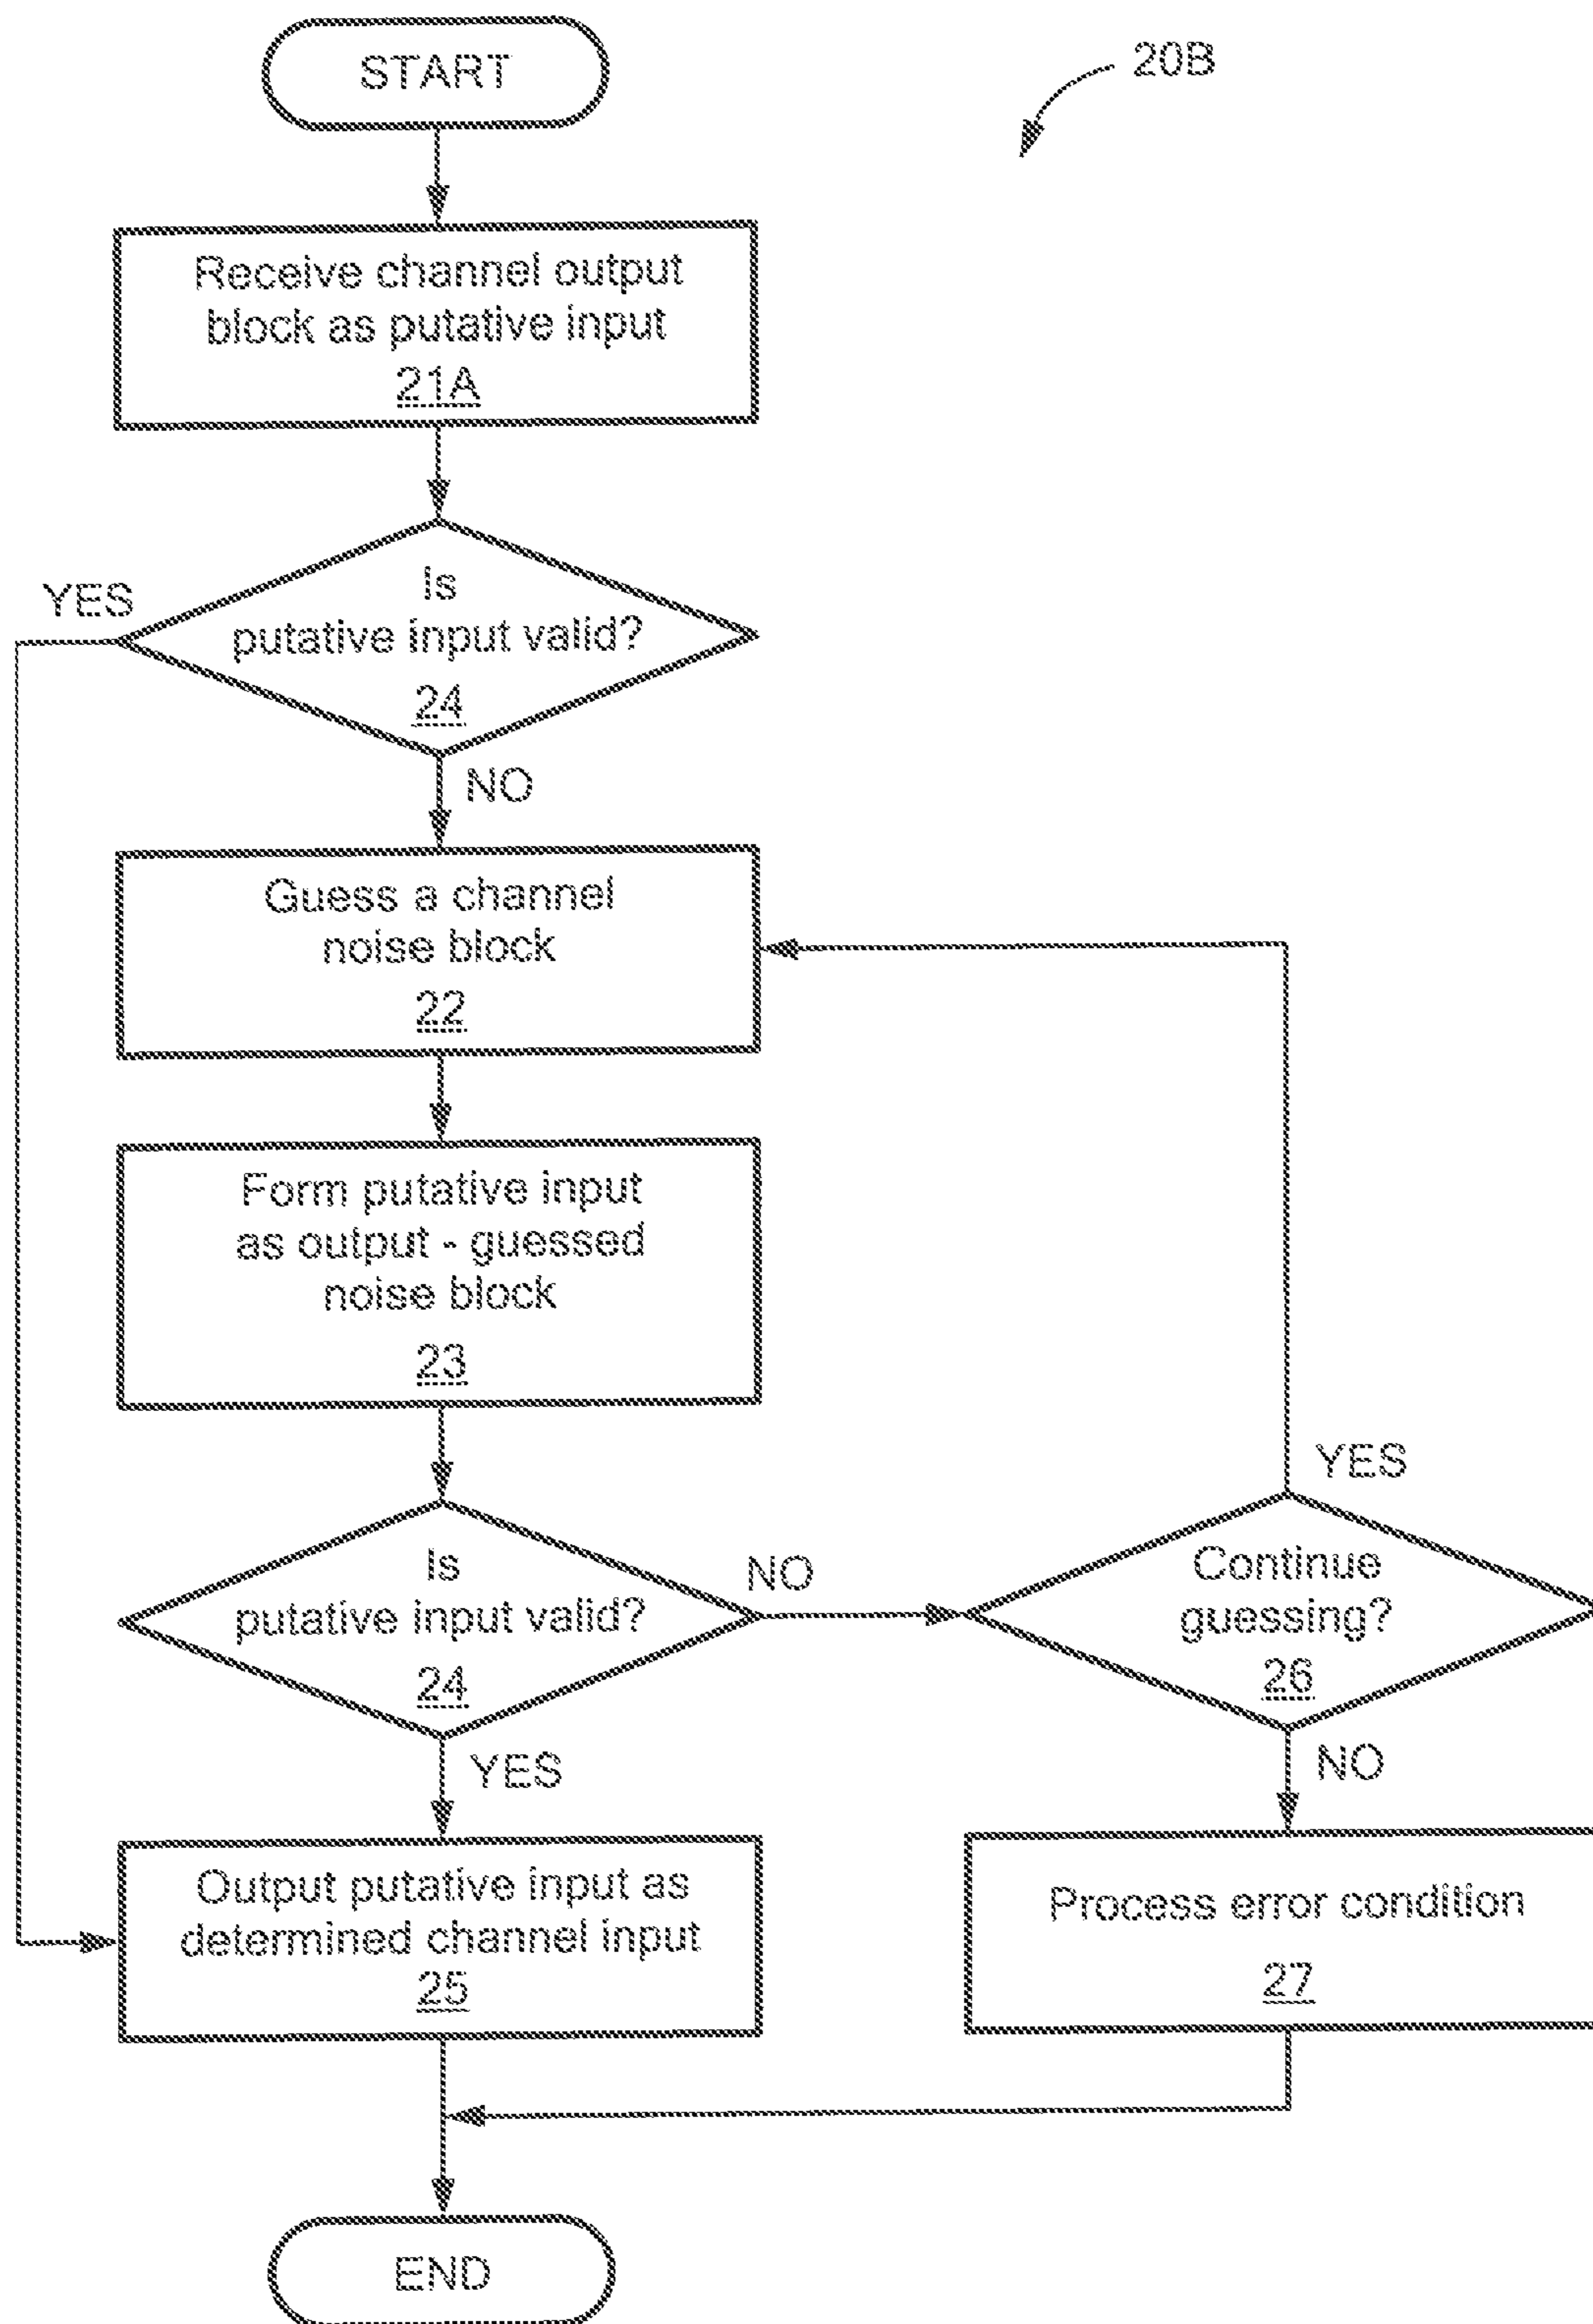 START
20B
Receive channel output
block as putative input
21A
Is
putative input valid?
24
YES
NO
Guess a channel
noise block
22
Form putative input
as output - guessed
noise block
23
Is
putative input valid?
24
NO
YES
Continue
guessing?
26
YES
NO
Output putative input as
determined channel input
25
Process error condition
27
END